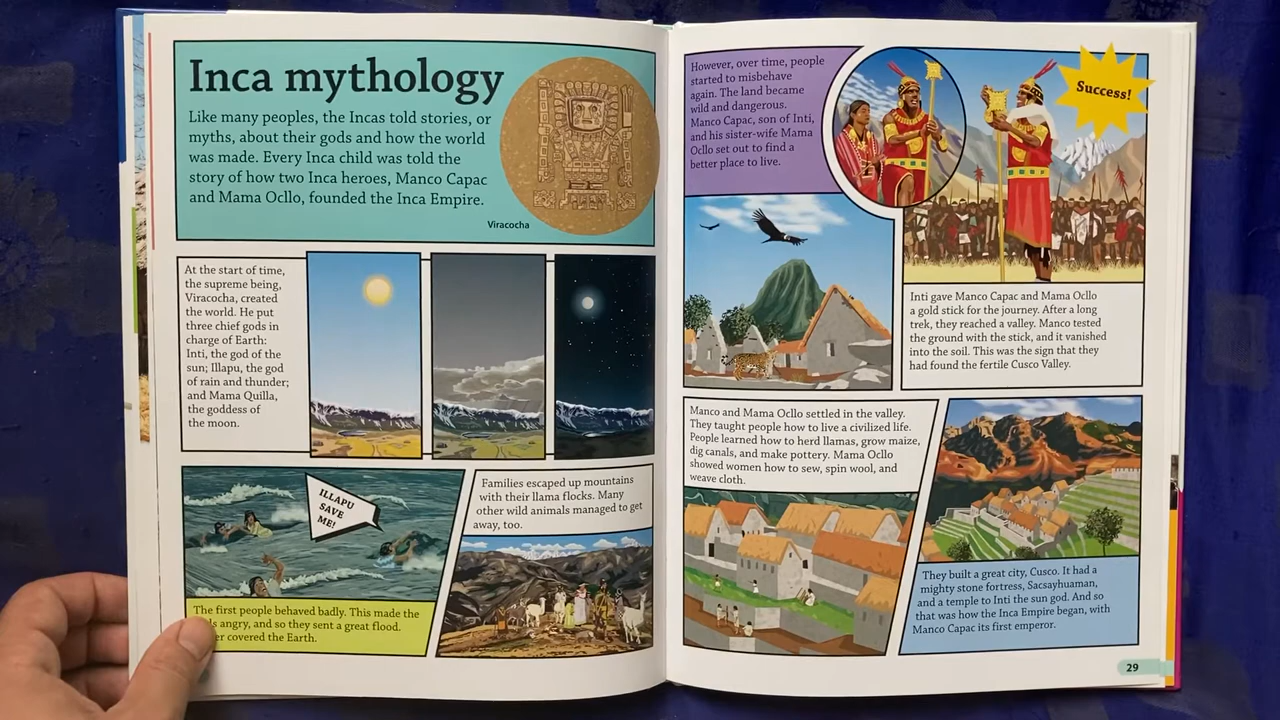 Inca mythology
Like many peoples, the Incas told stories, or
myths, about their gods and how the world
was made. Every Inca child was told the
story of how two Inca heroes, Manco Capac
and Mama Ocllo, founded the Inca Empire.
Viracocha
At the start of time,
the supreme being,
Viracocha, created
the world. He put
three chief gods in
charge of Earth:
Inti, the god of the
sun; Illapu, the god
of rain and thunder;
and Mama Quilla,
the goddess of
the moon.
ILLAPU
SAVE
ME!
The first people behaved badly. This made the
angry, and so they sent a great flood.
covered the Earth.
Families escaped up mountains
with their llama flocks. Many
other wild animals managed to get
away, too.
However, over time, people
started to misbehave
again. The land became
wild and dangerous.
Manco Capac, son of Inti,
and his sister-wife Mama
Ocllo set out to find a
better place to live.
Success!
Inti gave Manco Capac and Mama Ocllo
a gold stick for the journey. After a long
trek, they reached a valley. Manco tested
the ground with the stick, and it vanished
into the soil. This was the sign that they
had found the fertile Cusco Valley.
Manco and Mama Ocllo settled in the valley.
They taught people how to live a civilized life.
People learned how to herd llamas, grow maize,
dig canals, and make pottery. Mama Ocllo
showed women how to sew, spin wool, and
weave cloth.
They built a great city, Cusco. It had a
mighty stone fortress, Sacsayhuaman,
and a temple to Inti the sun god. And so
that was how the Inca Empire began, with
Manco Capac its first emperor.
29